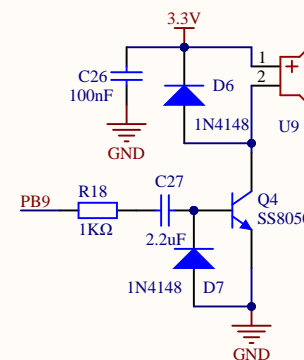 3.3V
1
C26
D6
2
100nF
1N4148
U9
GND
C27
Q4
PB9
R18
SS8050
1KΩ
2.2uF
1N4148
D7
GND